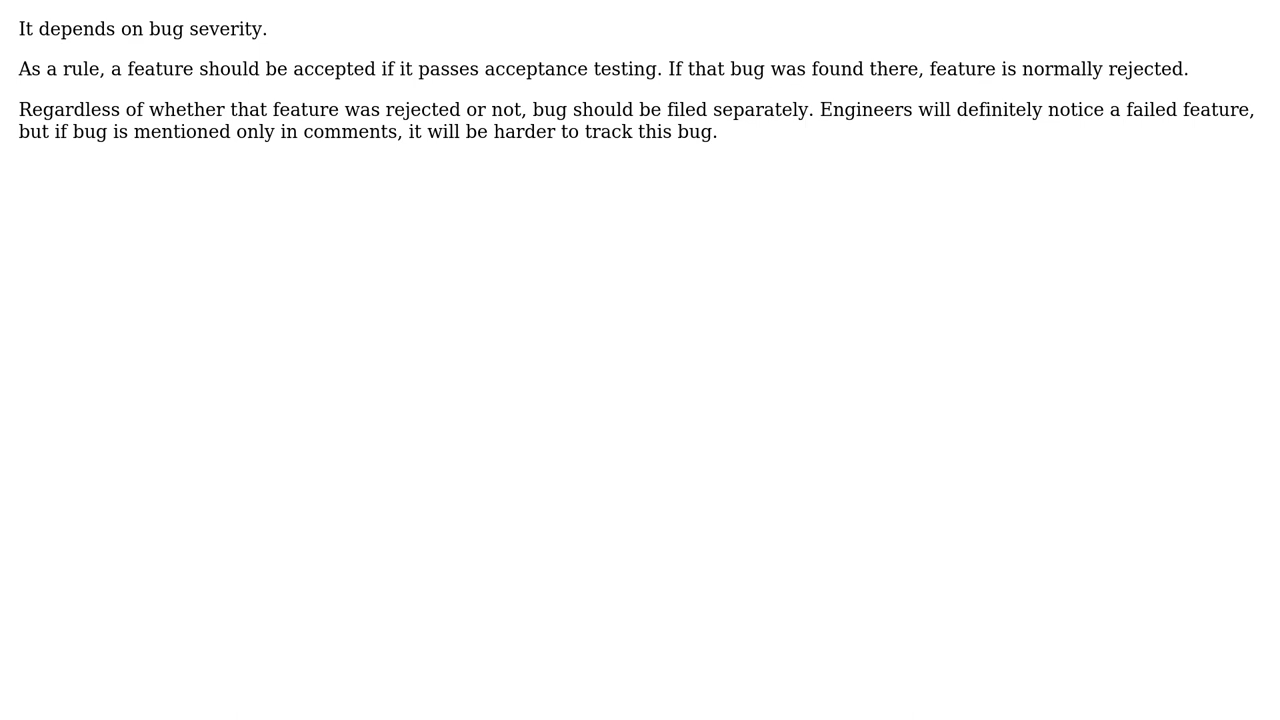 It depends on bug severity.
As a rule, a feature should be accepted if it passes acceptance testing. If that bug was found there, feature is normally rejected.
Regardless of whether that feature was rejected or not, bug should be filed separately. Engineers will definitely notice a failed feature,
but if bug is mentioned only in comments, it will be harder to track this bug.